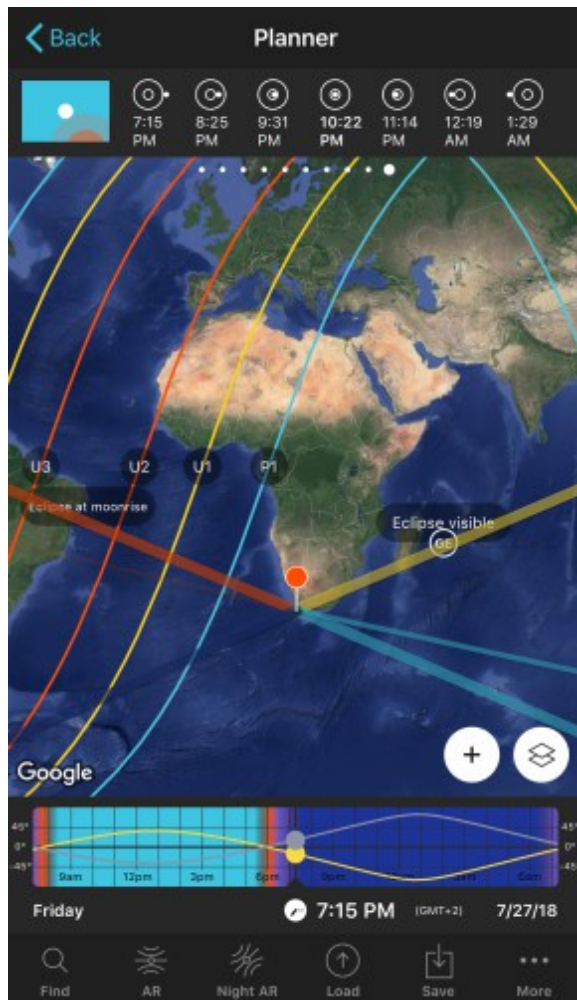 Back
Planner
7:15 PM
8:25 PM
9:31 PM
10:22 PM
11:14 PM
12:19 AM
1:29 AM
U3
U2
U1
P1
Eclipse at moonrise
Eclipse visible
GE
+
Google
45°
45°
0°
0°
-45°
-45°
9am
12pm
3pm
6pm
9pm
6am
Friday
7:15 PM
(GMT+2)
7/27/18
Find
AR
Night AR
Load
Save
More